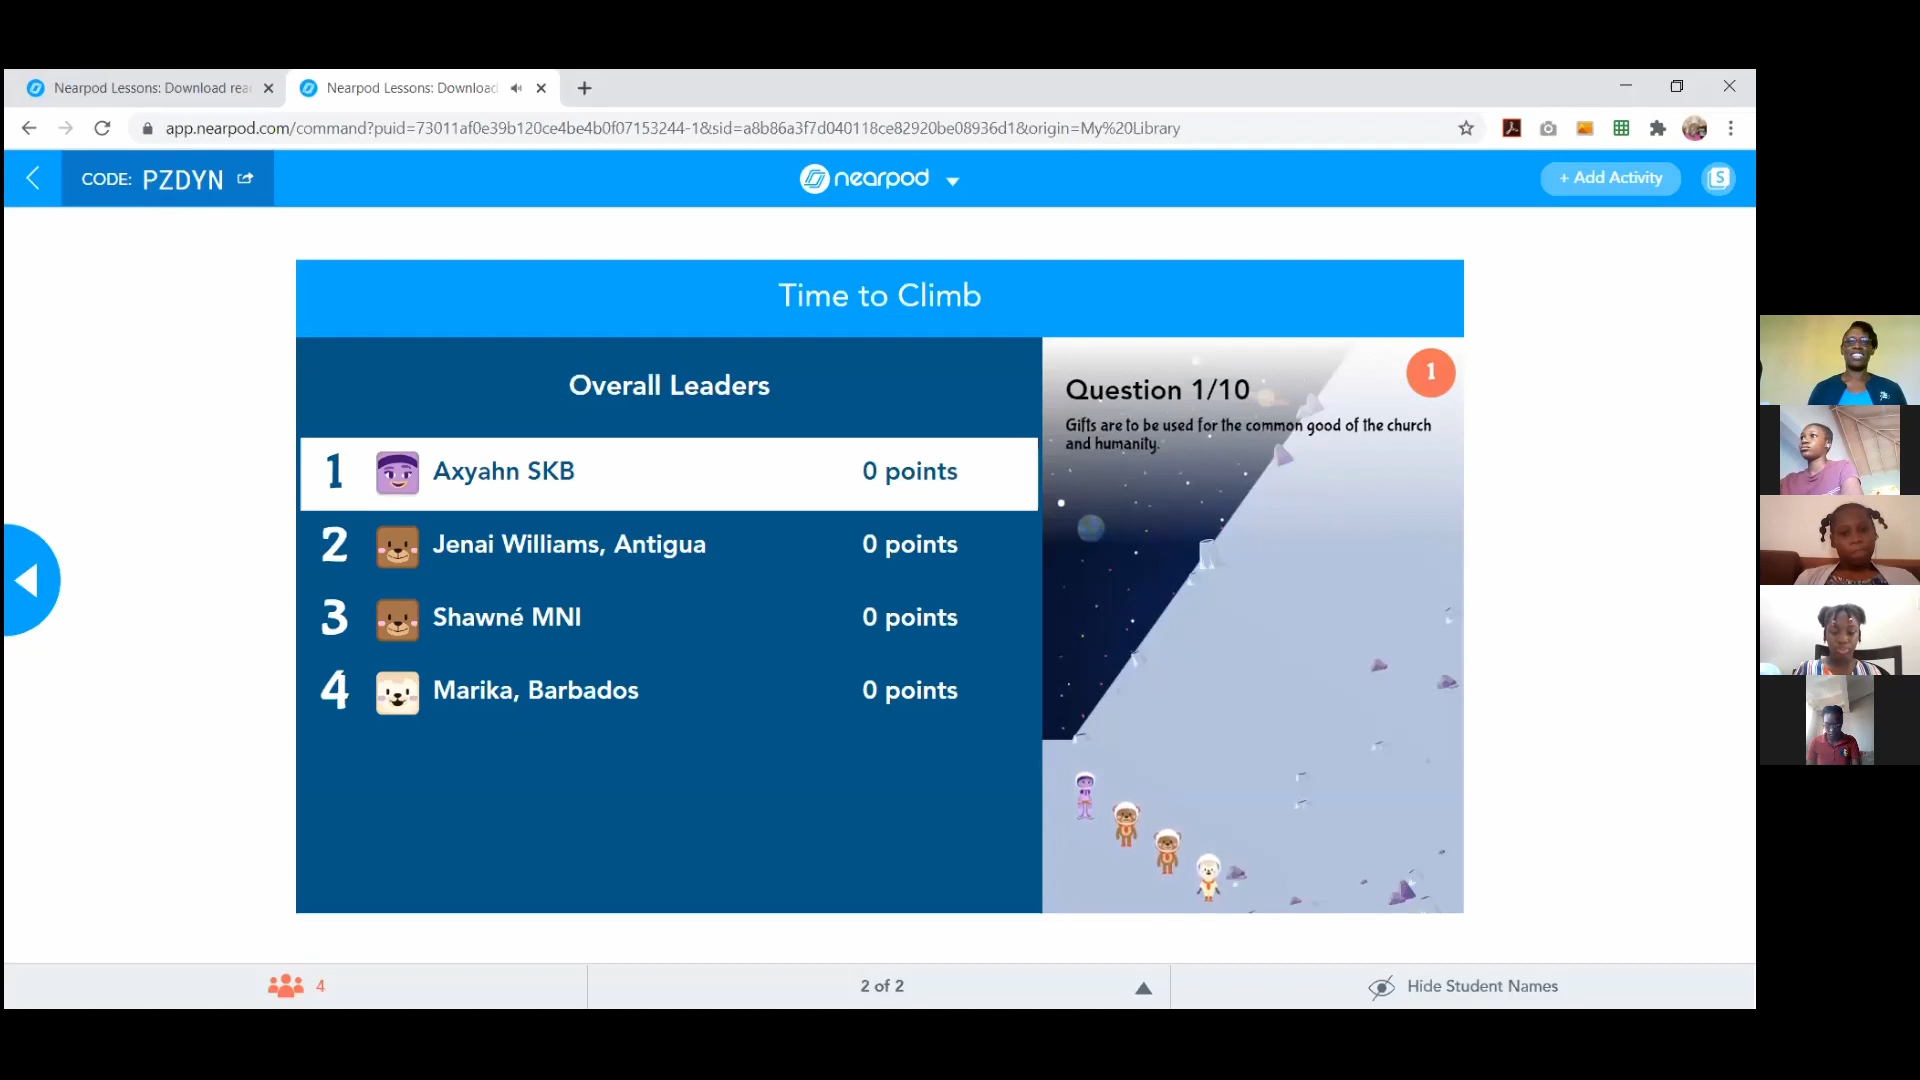 Nearpod Lessons: Download rea
Nearpod Lessons: Download
app.nearpod.com/command?puid=73011af0e39b120ce4be4b0f07153244-1&sid=a8b86a3f7d040118ce82920be08936d1&origin=My%20Library
CODE: PZDYN
nearpod
+ Add Activity
S
Time to Climb
Overall Leaders
1 Axyahn SKB 0 points
2 Jenai Williams, Antigua 0 points
3 Shawné MNI 0 points
4 Marika, Barbados 0 points
1
Question 1/10
Gifts are to be used for the common good of the church
and humanity.
4
2 of 2
Hide Student Names